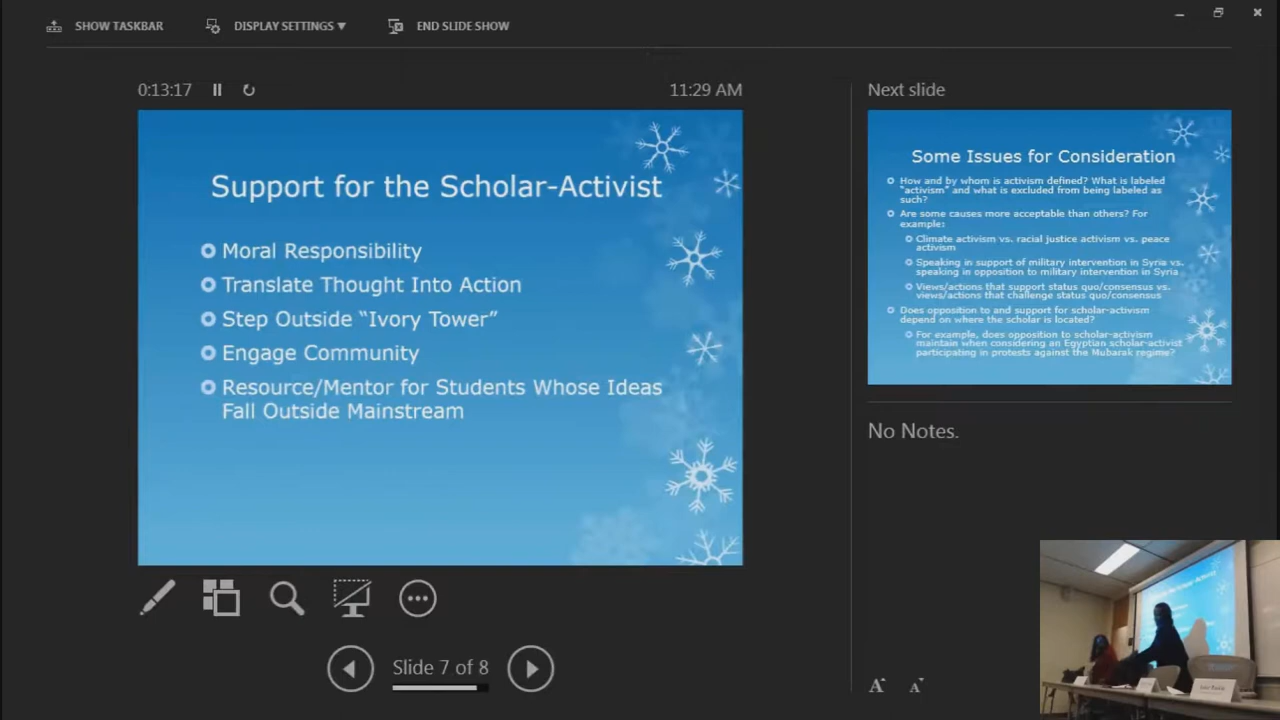 SHOW TASKBAR
DISPLAY SETTINGS
END SLIDE SHOW
0:13:17
11:29 AM
Support for the Scholar-Activist
Moral Responsibility
Translate Thought Into Action
Step Outside “Ivory Tower”
Engage Community
Resource/Mentor for Students Whose Ideas
Fall Outside Mainstream
Slide 7 of 8
Next slide
Some Issues for Consideration
How and by whom is activism defined? What is labeled
“activism” and what is excluded from being labeled as
such?
Are some causes more acceptable than others? For
example:
Climate activism vs. racial justice activism vs. peace
activism
Speaking in support of military intervention in Syria vs.
speaking in opposition to military intervention in Syria
Views/actions that support status quo/consensus vs.
views/actions that challenge status quo/consensus
Does opposition to and support for scholar-activism
depend on where the scholar is located?
For example, does opposition to scholar-activism
maintain when considering an Egyptian scholar-activist
participating in protests against the Mubarak regime?
No Notes.
A A